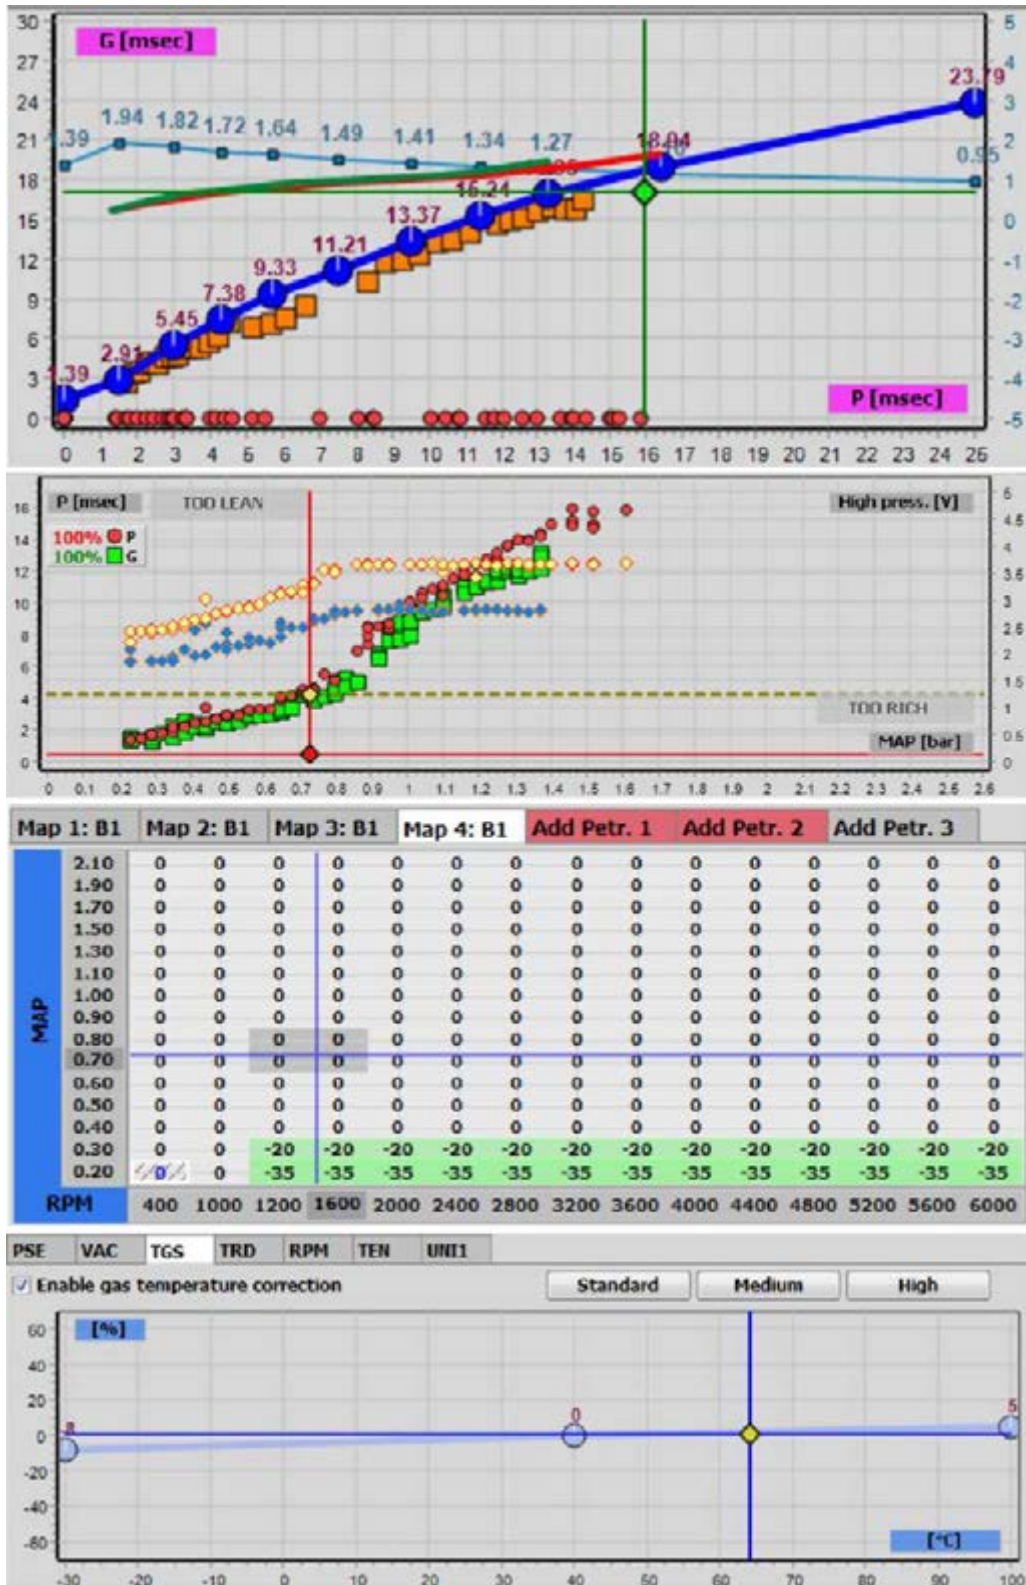 30 5
G [msec]
27 4
24 3
23.79
1.39 1.94 1.82 1.72 1.64 1.49 1.41 1.34 1.27 18.94 0.95
21 2
18 1
15 0
16.24
13.37
12 -1
11.21
9 -2
9.33
7.38
6 -3
5.45
3 -4
2.91
1.39
0 -5
P [msec]
0 1 2 3 4 5 6 7 8 9 10 11 12 13 14 15 16 17 18 19 20 21 22 23 24 25
P [msec] TOO LEAN High press. [V]
100% P
100% G
16 14 12 10 8 6 4 2 0
5 4.5 4 3.5 3 2.5 2 1.5 1 0.5 0
TOO RICH
MAP [bar]
0 0.1 0.2 0.3 0.4 0.5 0.6 0.7 0.8 0.9 1 1.1 1.2 1.3 1.4 1.5 1.6 1.7 1.8 1.9 2 2.1 2.2 2.3 2.4 2.5 2.6
Map 1: B1 Map 2: B1 Map 3: B1 Map 4: B1 Add Petr. 1 Add Petr. 2 Add Petr. 3
MAP
2.10 0 0 0 0 0 0 0 0 0 0 0 0 0 0 0
1.90 0 0 0 0 0 0 0 0 0 0 0 0 0 0 0
1.70 0 0 0 0 0 0 0 0 0 0 0 0 0 0 0
1.50 0 0 0 0 0 0 0 0 0 0 0 0 0 0 0
1.30 0 0 0 0 0 0 0 0 0 0 0 0 0 0 0
1.10 0 0 0 0 0 0 0 0 0 0 0 0 0 0 0
1.00 0 0 0 0 0 0 0 0 0 0 0 0 0 0 0
0.90 0 0 0 0 0 0 0 0 0 0 0 0 0 0 0
0.80 0 0 0 0 0 0 0 0 0 0 0 0 0 0 0
0.70 0 0 0 0 0 0 0 0 0 0 0 0 0 0 0
0.60 0 0 0 0 0 0 0 0 0 0 0 0 0 0 0
0.50 0 0 0 0 0 0 0 0 0 0 0 0 0 0 0
0.40 0 0 0 0 0 0 0 0 0 0 0 0 0 0 0
0.30 0 0 -20 -20 -20 -20 -20 -20 -20 -20 -20 -20 -20 -20 -20
0.20 0 0 -35 -35 -35 -35 -35 -35 -35 -35 -35 -35 -35 -35 -35
RPM 400 1000 1200 1600 2000 2400 2800 3200 3600 4000 4400 4800 5200 5600 6000
PSE VAC TGS TRD RPM TEN UNI1
Enable gas temperature correction Standard Medium High
[%]
60
40
20
0
-20
-40
-60
-8 0 5
[°C]
-30 -20 -10 0 10 20 30 40 50 60 70 80 90 100